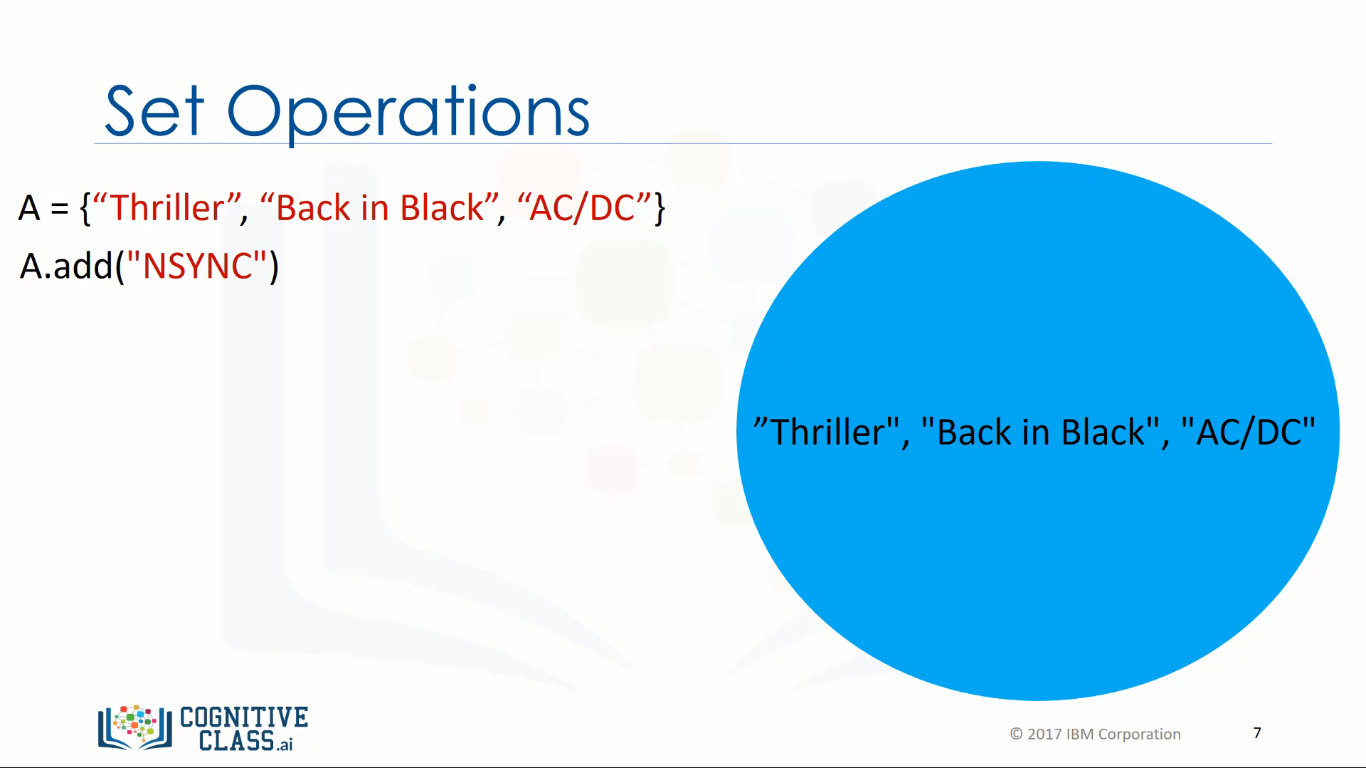 Set Operations
A = {“Thriller”, “Back in Black”, “AC/DC”}
A.add("NSYNC")
”Thriller", "Back in Black", "AC/DC"
COGNITIVE
CLASS.ai
© 2017 IBM Corporation 7